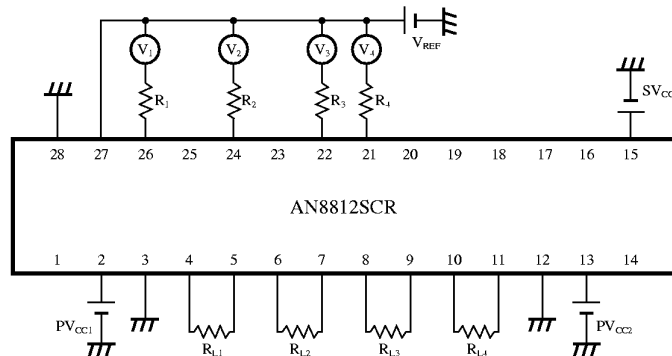 V1 V2 V3 V4 VREF
R1 R2 R3 R4 SVCC
28 27 26 25 24 23 22 21 20 19 18 17 16 15
AN8812SCR
1 2 3 4 5 6 7 8 9 10 11 12 13 14
PVCC1 RL1 RL2 RL3 RL4 PVCC2